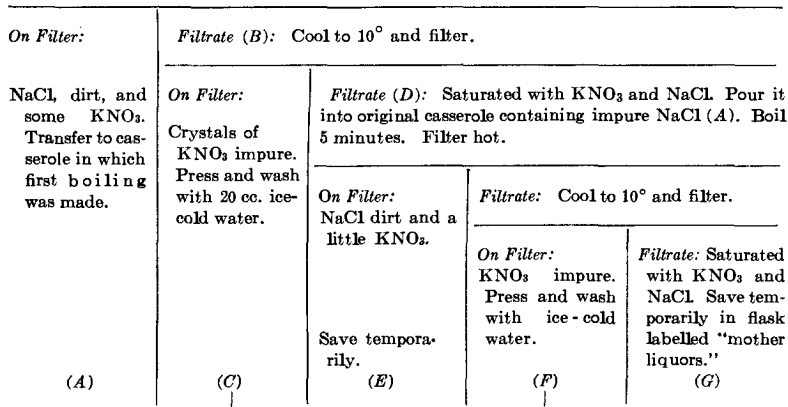 On Filter:
NaCl, dirt, and
some KNO₃.
Transfer to cas-
serole in which
first boiling
was made.
(A)
Filtrate (B): Cool to 10° and filter.
On Filter:
Crystals of
KNO₃ impure.
Press and wash
with 20 cc. ice-
cold water.
(C)
Filtrate (D): Saturated with KNO₃ and NaCl. Pour it
into original casserole containing impure NaCl (A). Boil
5 minutes. Filter hot.
On Filter:
NaCl dirt and a
little KNO₃.
Save tempora-
rily.
(E)
Filtrate: Cool to 10° and filter.
On Filter:
KNO₃ impure.
Press and wash
with ice-cold
water.
(F)
Filtrate: Saturated
with KNO₃ and
NaCl. Save tem-
porarily in flask
labelled "mother
liquors."
(G)